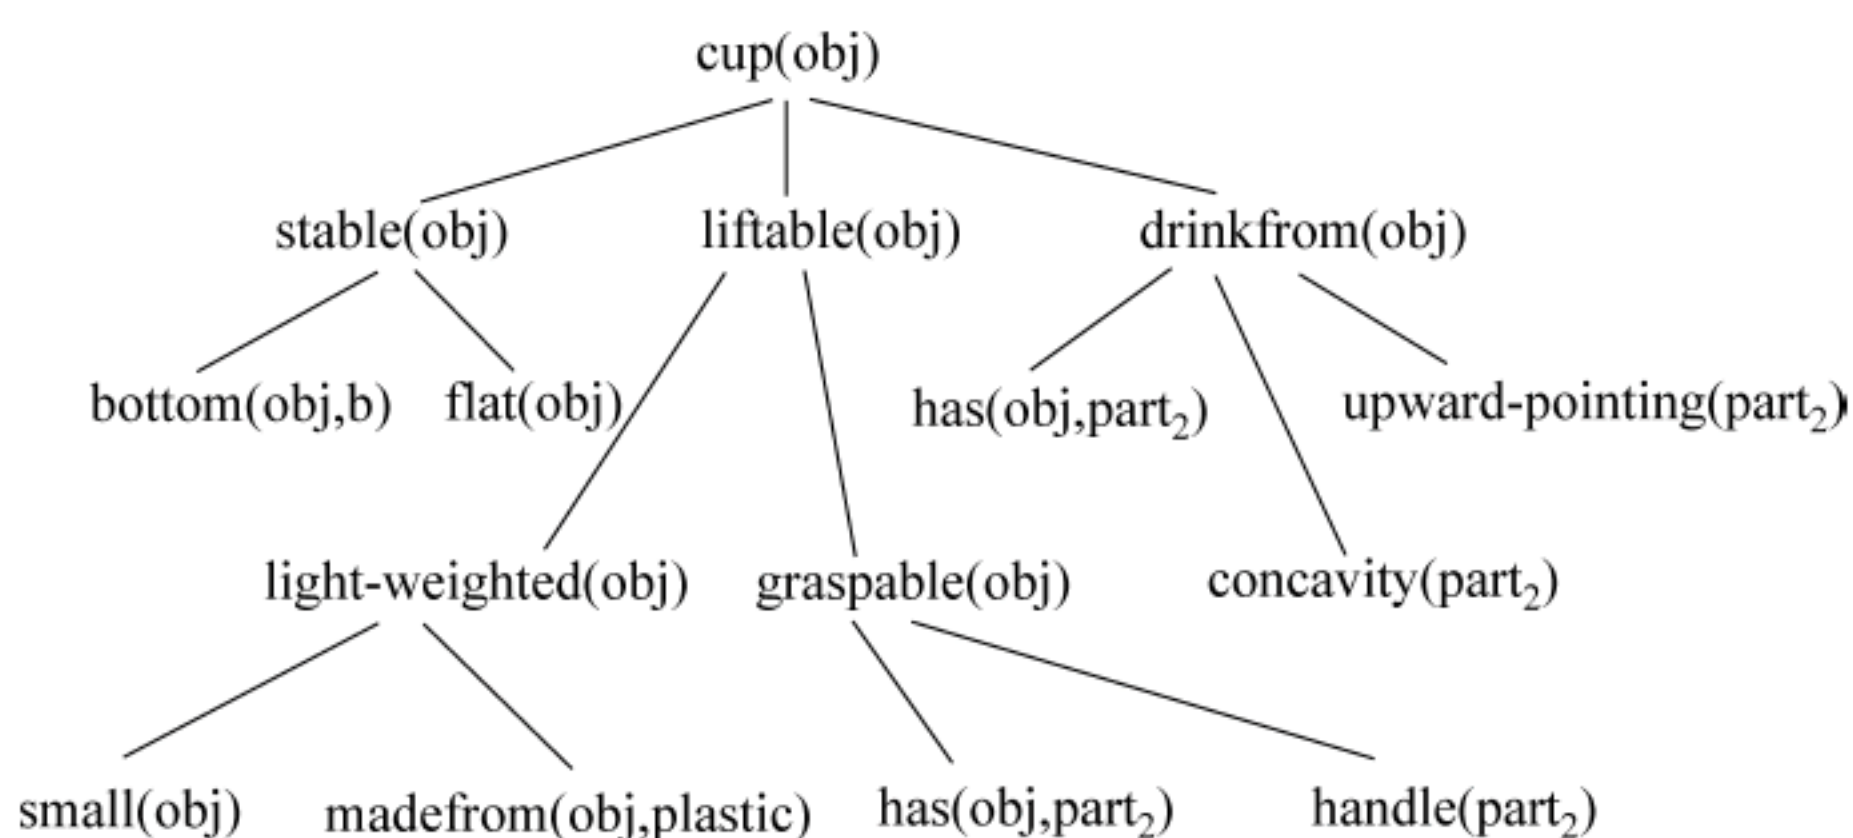 cup(obj)
stable(obj) liftable(obj) drinkfrom(obj)
bottom(obj,b) flat(obj) has(obj,part₂) upward-pointing(part₂)
light-weighted(obj) graspable(obj) concavity(part₂)
small(obj) madefrom(obj,plastic) has(obj,part₂) handle(part₂)